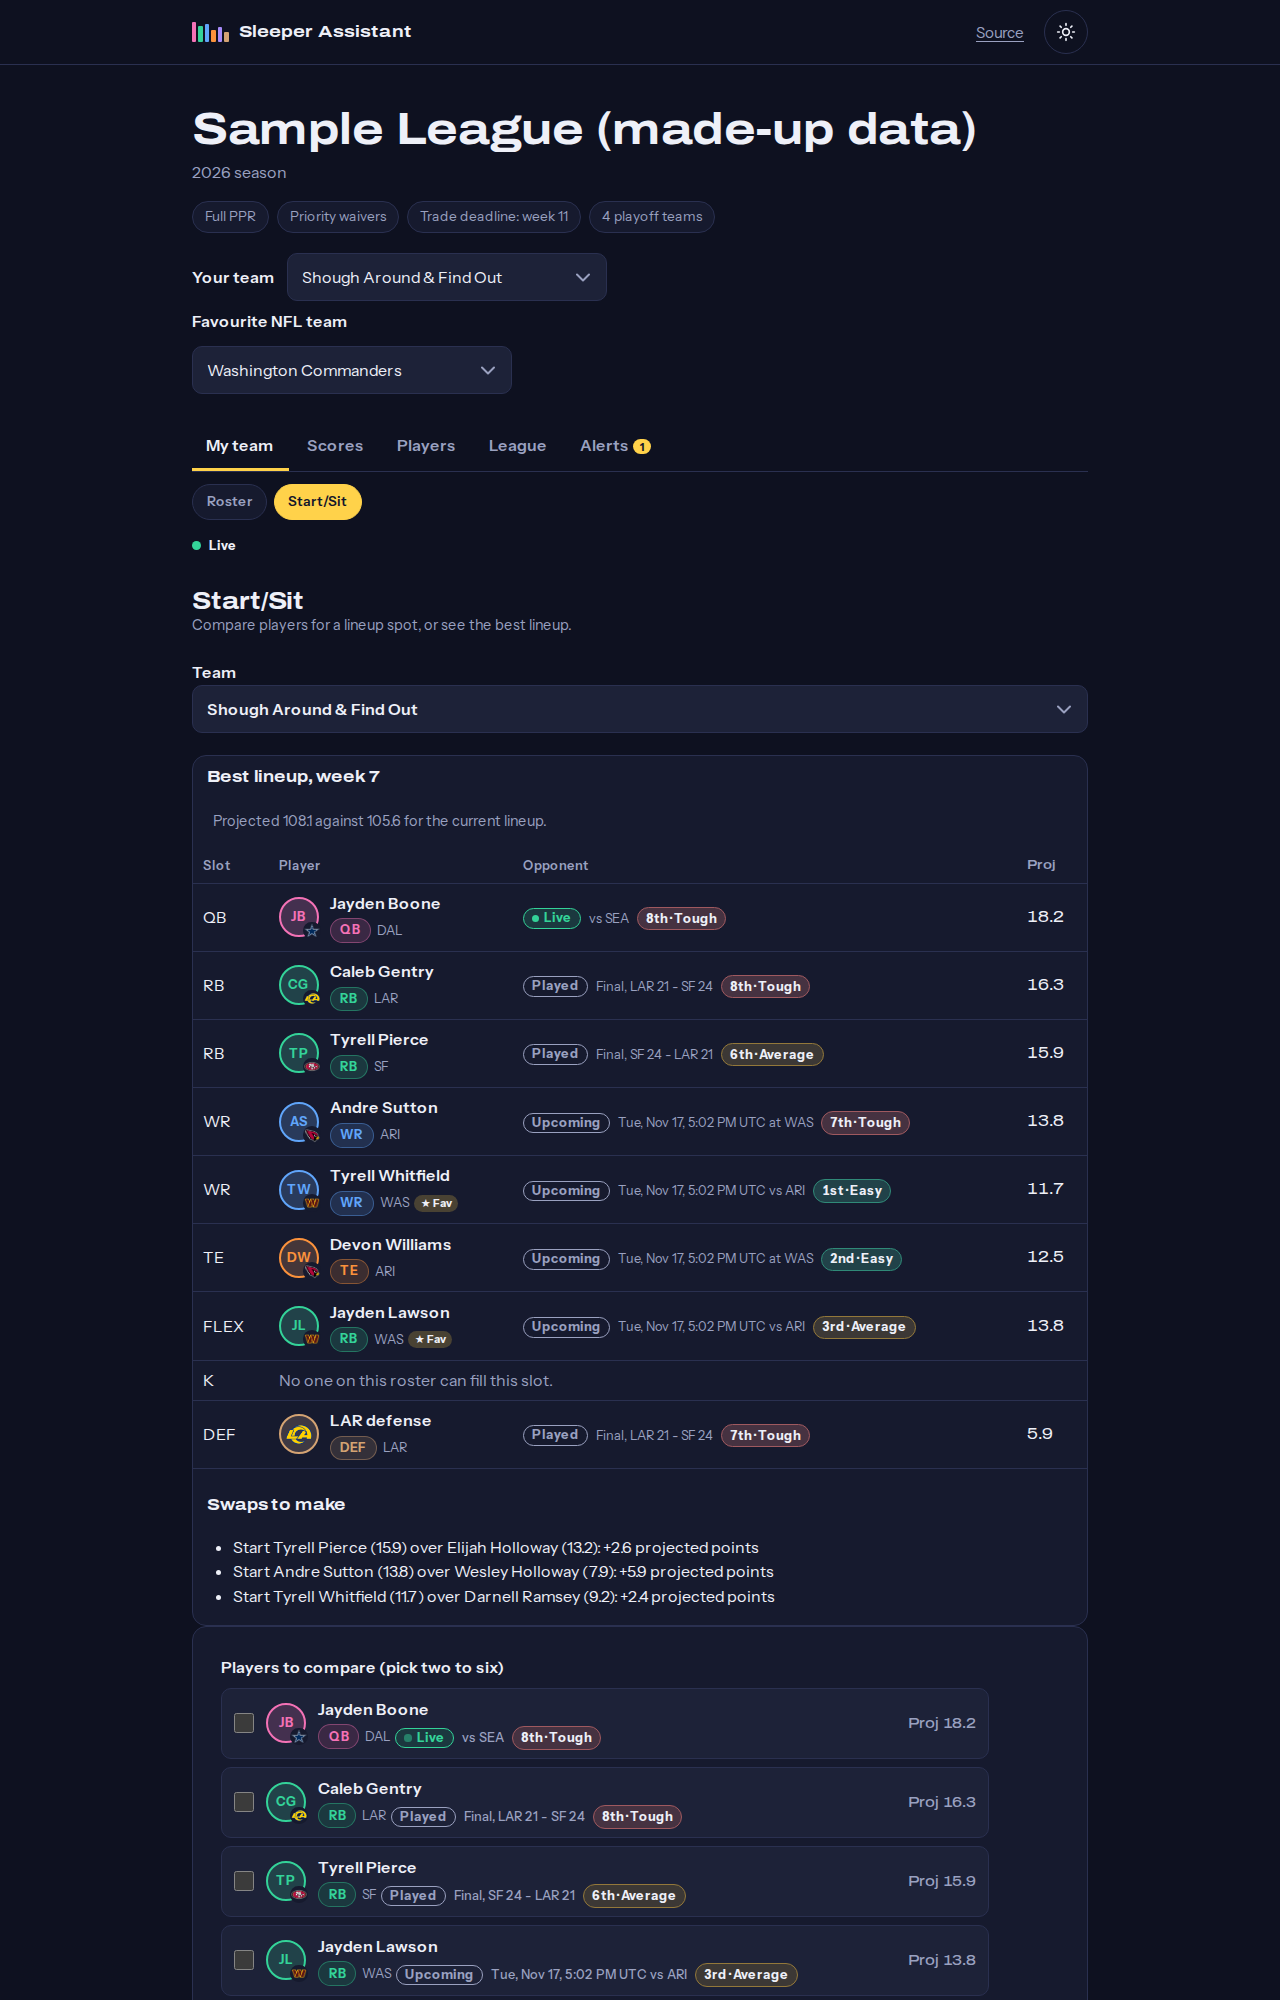 Sleeper Assistant
Source
Sample League (made-up data)
2026 season
Full PPR
Priority waivers
Trade deadline: week 11
4 playoff teams
Your team
Shough Around & Find Out
Favourite NFL team
Washington Commanders
My team
Scores
Players
League
Alerts 1
Roster
Start/Sit
Live
Start/Sit
Compare players for a lineup spot, or see the best lineup.
Team
Shough Around & Find Out
Best lineup, week 7
Projected 108.1 against 105.6 for the current lineup.
Slot Player Opponent Proj
QB JB Jayden Boone
QB DAL
Live vs SEA 8th·Tough 18.2
RB CG Caleb Gentry
RB LAR
Played Final, LAR 21 - SF 24 8th·Tough 16.3
RB TP Tyrell Pierce
RB SF
Played Final, SF 24 - LAR 21 6th·Average 15.9
WR AS Andre Sutton
WR ARI
Upcoming Tue, Nov 17, 5:02 PM UTC at WAS 7th·Tough 13.8
WR TW Tyrell Whitfield
WR WAS ★ Fav
Upcoming Tue, Nov 17, 5:02 PM UTC vs ARI 1st·Easy 11.7
TE DW Devon Williams
TE ARI
Upcoming Tue, Nov 17, 5:02 PM UTC at WAS 2nd·Easy 12.5
FLEX JL Jayden Lawson
RB WAS ★ Fav
Upcoming Tue, Nov 17, 5:02 PM UTC vs ARI 3rd·Average 13.8
K No one on this roster can fill this slot.
DEF LAR defense
DEF LAR
Played Final, LAR 21 - SF 24 7th·Tough 5.9
Swaps to make
• Start Tyrell Pierce (15.9) over Elijah Holloway (13.2): +2.6 projected points
• Start Andre Sutton (13.8) over Wesley Holloway (7.9): +5.9 projected points
• Start Tyrell Whitfield (11.7) over Darnell Ramsey (9.2): +2.4 projected points
Players to compare (pick two to six)
JB Jayden Boone
QB DAL Live vs SEA 8th·Tough
Proj 18.2
CG Caleb Gentry
RB LAR Played Final, LAR 21 - SF 24 8th·Tough
Proj 16.3
TP Tyrell Pierce
RB SF Played Final, SF 24 - LAR 21 6th·Average
Proj 15.9
JL Jayden Lawson
RB WAS Upcoming Tue, Nov 17, 5:02 PM UTC vs ARI 3rd·Average
Proj 13.8